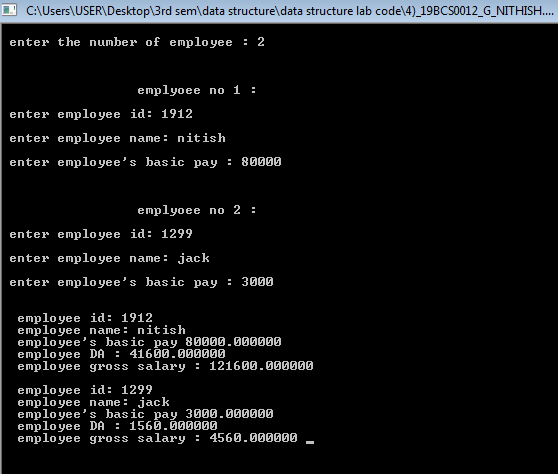 C:\Users\USER\Desktop\3rd sem\data structure\data structure lab code\4)_19BCS0012_G_NITHISH....
enter the number of employee : 2
emplyoee no 1 :
enter employee id: 1912
enter employee name: nitish
enter employee's basic pay : 80000
emplyoee no 2 :
enter employee id: 1299
enter employee name: jack
enter employee's basic pay : 3000
employee id: 1912
employee name: nitish
employee's basic pay 80000.000000
employee DA : 41600.000000
employee gross salary : 121600.000000
employee id: 1299
employee name: jack
employee's basic pay 3000.000000
employee DA : 1560.000000
employee gross salary : 4560.000000 _